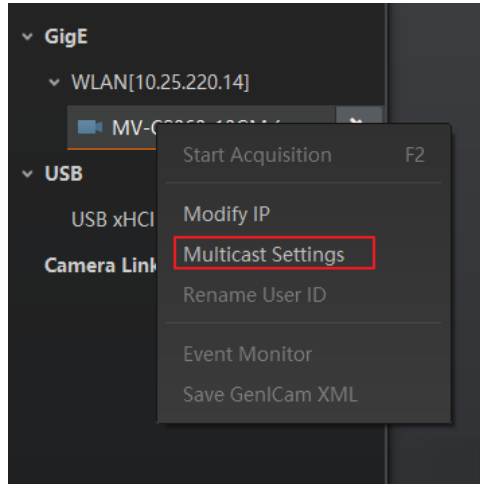 GigE
WLAN[10.25.220.14]
Start Acquisition F2
USB
Modify IP
USB xHCI
Multicast Settings
Camera Link
Rename User ID
Event Monitor
Save GenICam XML